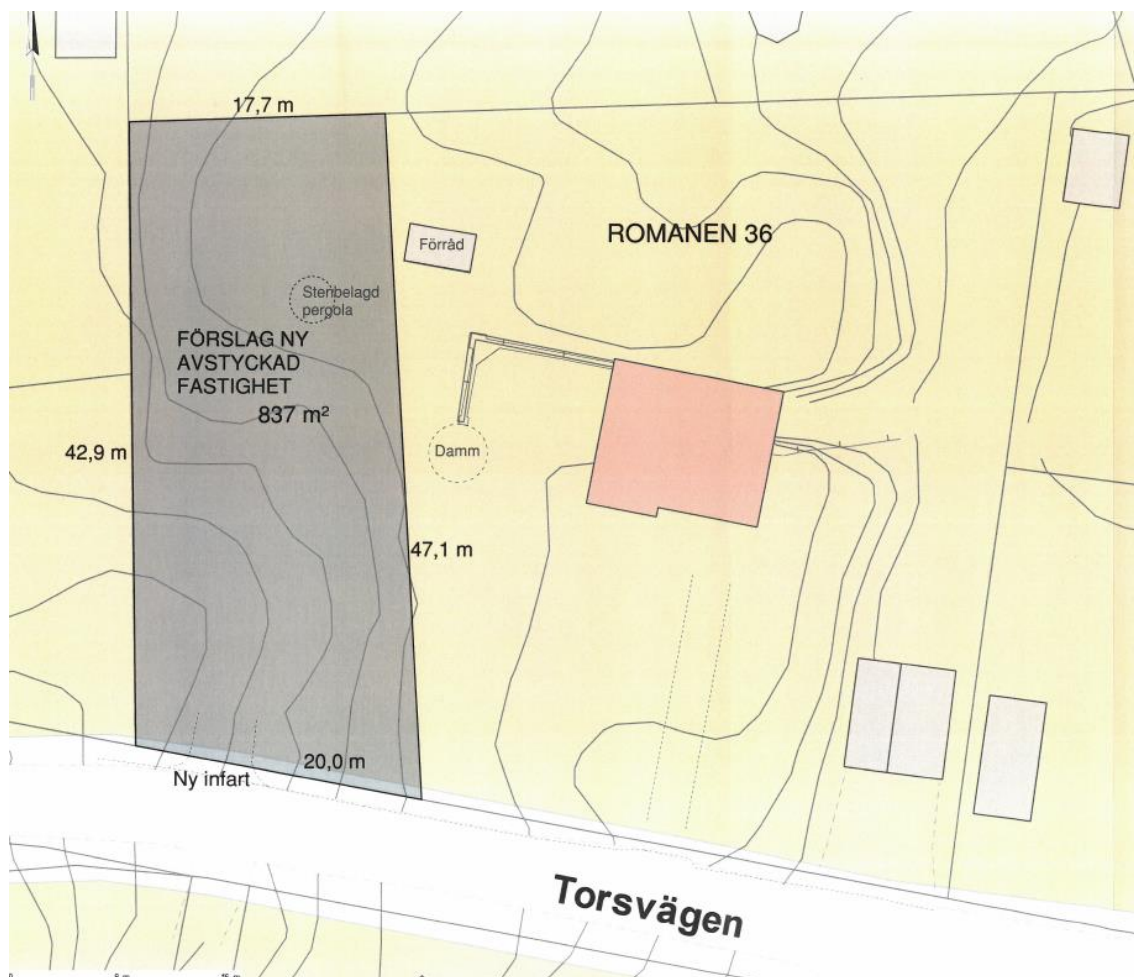 17,7 m
ROMANEN 36
Förråd
Stenbelagd
pergola
FÖRSLAG NY
AVSTYCKAD
FASTIGHET
837 m²
42,9 m
Damm
47,1 m
20,0 m
Ny infart
Torsvägen